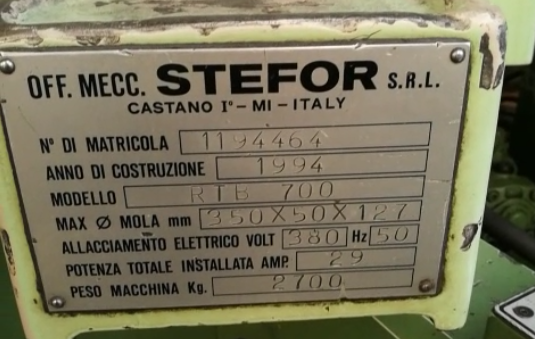 OFF. MECC. STEFOR S.R.L.
CASTANO I° - MI - ITALY
N° DI MATRICOLA 1194464
ANNO DI COSTRUZIONE 1994
MODELLO RTB 700
MAX Ø MOLA mm 350X50X127
ALLACCIAMENTO ELETTRICO VOLT 380 Hz 50
POTENZA TOTALE INSTALLATA AMP. 29
PESO MACCHINA Kg. 2700